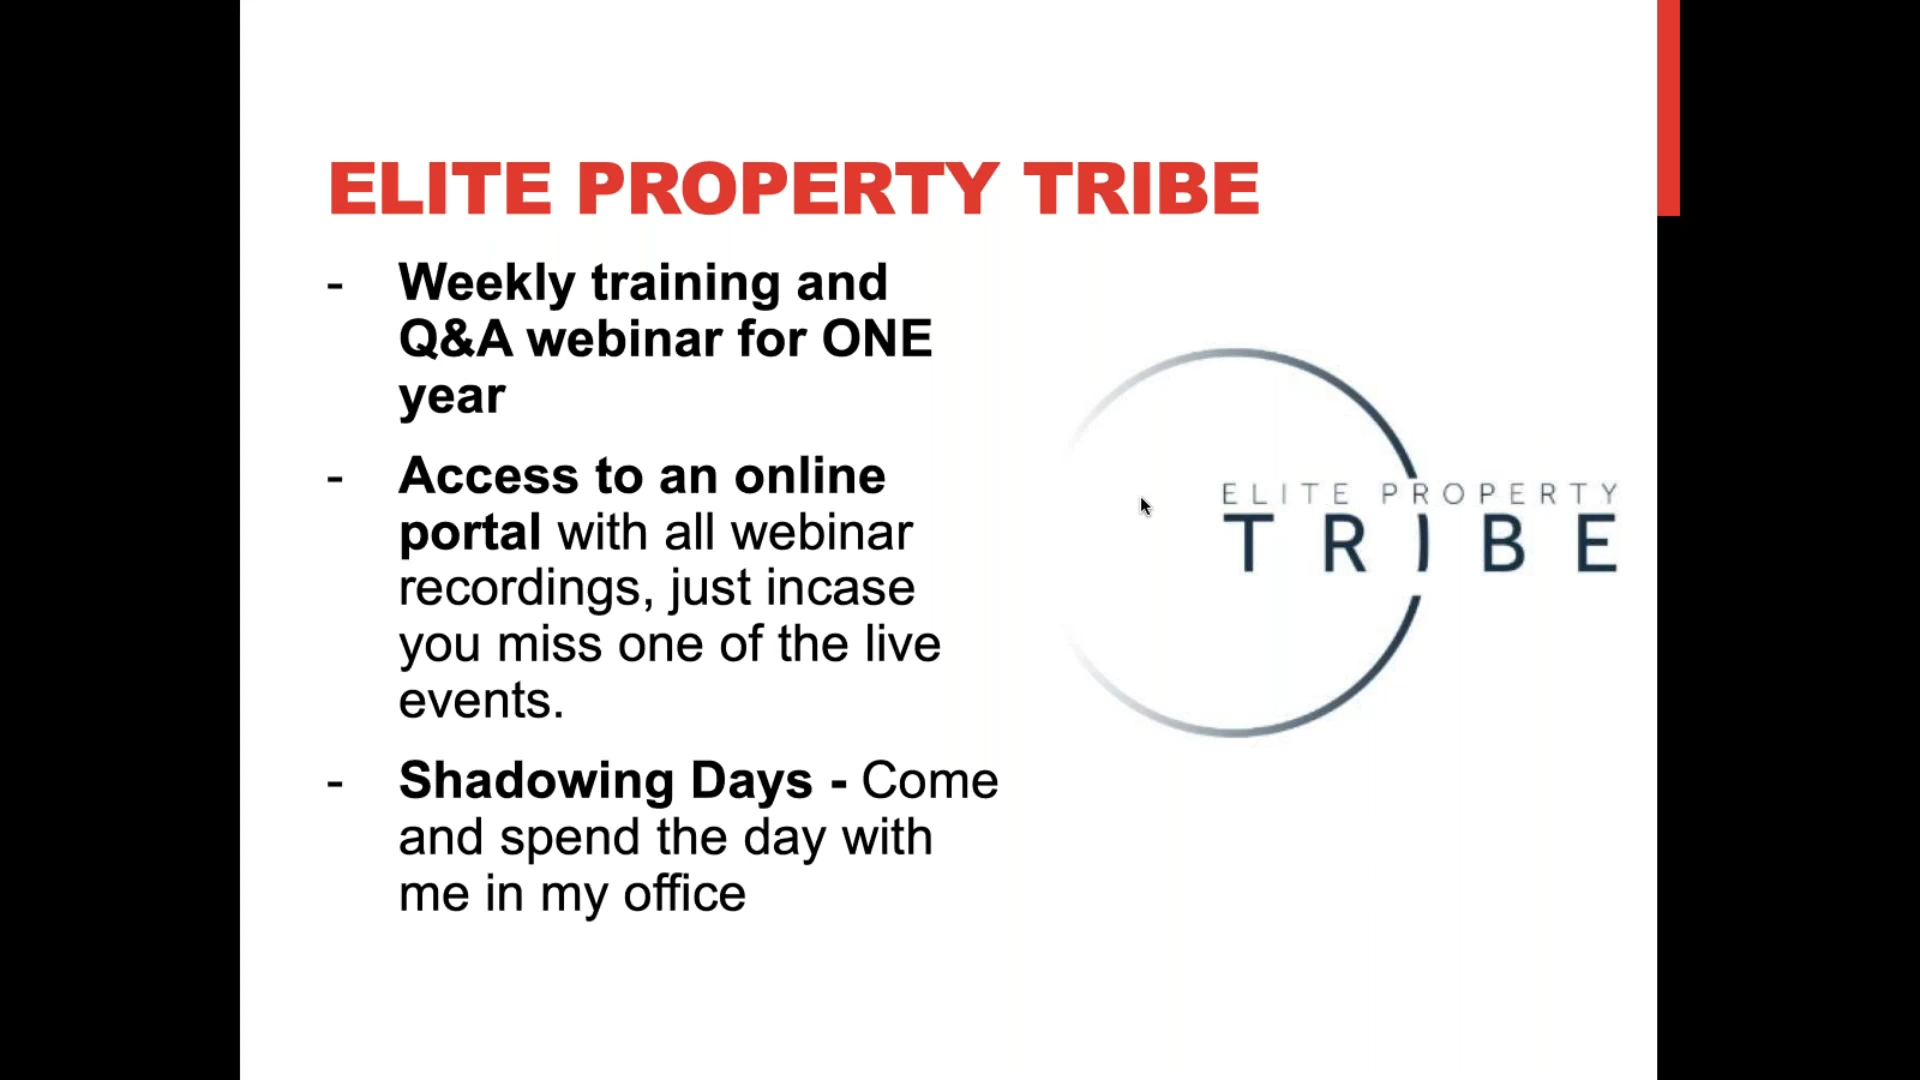 ELITE PROPERTY TRIBE
- Weekly training and
Q&A webinar for ONE
year
- Access to an online
portal with all webinar
recordings, just incase
you miss one of the live
events.
- Shadowing Days - Come
and spend the day with
me in my office
ELITE PROPERTY
TRIBE